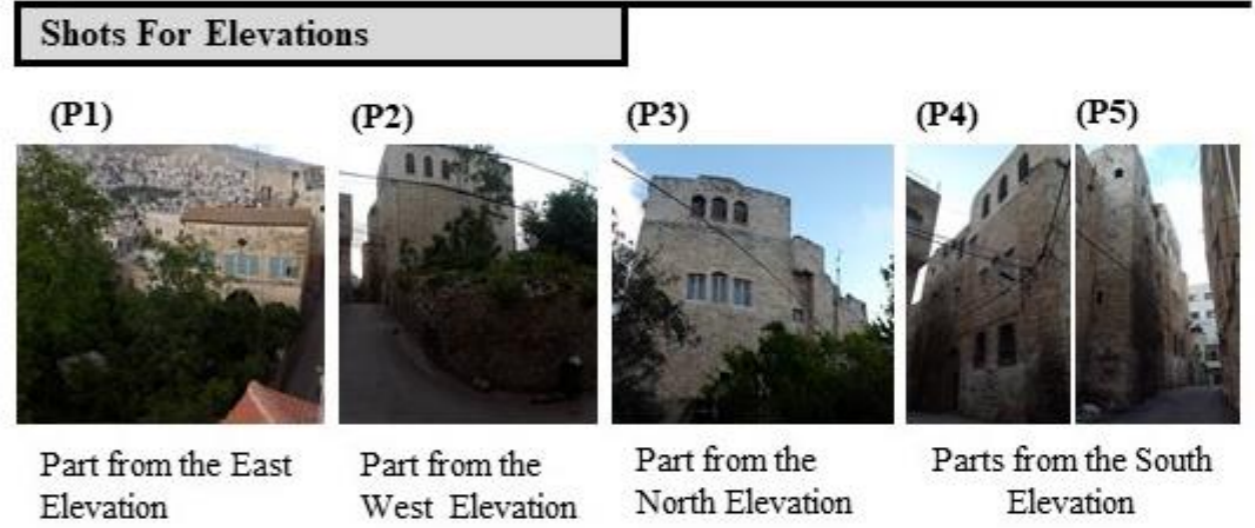 Shots For Elevations
(P1)
(P2)
(P3)
(P4)
(P5)
Part from the East
Elevation
Part from the
West Elevation
Part from the
North Elevation
Parts from the South
Elevation